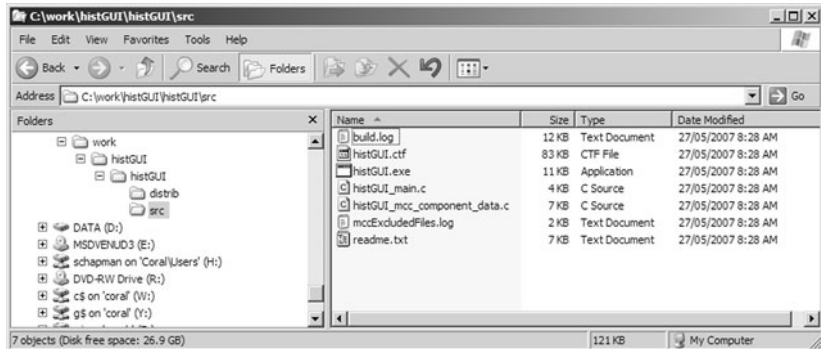 C:\work\histGUI\histGUI\src
File Edit View Favorites Tools Help
Back Search Folders
Address C:\work\histGUI\histGUI\src Go
Folders
work
histGUI
histGUI
distrib
src
DATA (D:)
MSDVENUD3 (E:)
schapman on 'Coral\Users' (H:)
DVD-RW Drive (R:)
c$ on 'coral' (W:)
g$ on 'coral' (Y:)
Name Size Type Date Modified
build.log 12 KB Text Document 27/05/2007 8:28 AM
histGUI.ctf 83 KB CTF File 27/05/2007 8:28 AM
histGUI.exe 11 KB Application 27/05/2007 8:28 AM
histGUI_main.c 4 KB C Source 27/05/2007 8:28 AM
histGUI_mcc_component_data.c 7 KB C Source 27/05/2007 8:28 AM
mccExcludedFiles.log 2 KB Text Document 27/05/2007 8:28 AM
readme.txt 7 KB Text Document 27/05/2007 8:28 AM
7 objects (Disk free space: 26.9 GB) 121 KB My Computer